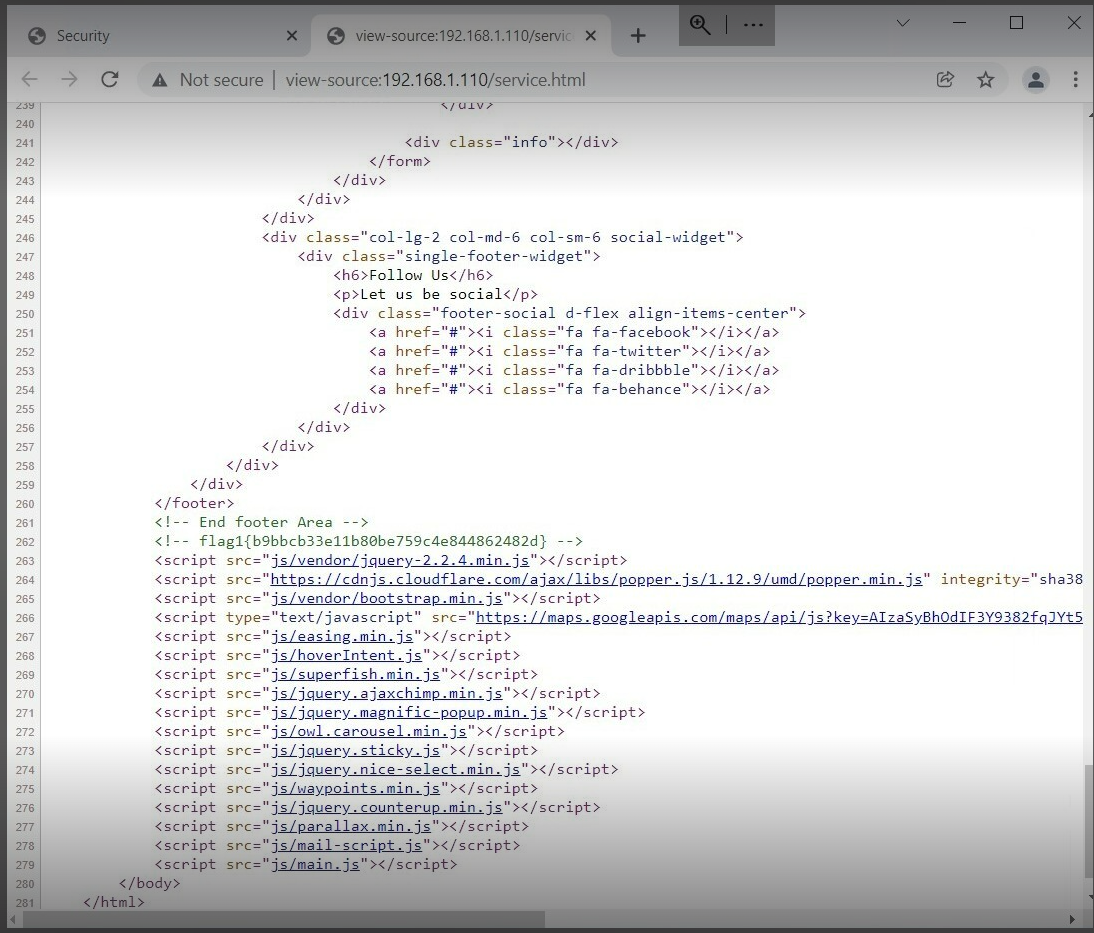 Security
view-source:192.168.1.110/servic
Not secure | view-source:192.168.1.110/service.html
239 </div>
240
241 <div class="info"></div>
242 </form>
243 </div>
244 </div>
245 </div>
246 <div class="col-lg-2 col-md-6 col-sm-6 social-widget">
247 <div class="single-footer-widget">
248 <h6>Follow Us</h6>
249 <p>Let us be social</p>
250 <div class="footer-social d-flex align-items-center">
251 <a href="#"><i class="fa fa-facebook"></i></a>
252 <a href="#"><i class="fa fa-twitter"></i></a>
253 <a href="#"><i class="fa fa-dribbble"></i></a>
254 <a href="#"><i class="fa fa-behance"></i></a>
255 </div>
256 </div>
257 </div>
258 </div>
259 </div>
260 </footer>
261 <!-- End footer Area -->
262 <!-- flag1{b9bbcb33e11b80be759c4e844862482d} -->
263 <script src="js/vendor/jquery-2.2.4.min.js"></script>
264 <script src="https://cdnjs.cloudflare.com/ajax/libs/popper.js/1.12.9/umd/popper.min.js" integrity="sha38
265 <script src="js/vendor/bootstrap.min.js"></script>
266 <script type="text/javascript" src="https://maps.googleapis.com/maps/api/js?key=AIzaSyBhOdIF3Y9382fqJYt5
267 <script src="js/easing.min.js"></script>
268 <script src="js/hoverIntent.js"></script>
269 <script src="js/superfish.min.js"></script>
270 <script src="js/jquery.ajaxchimp.min.js"></script>
271 <script src="js/jquery.magnific-popup.min.js"></script>
272 <script src="js/owl.carousel.min.js"></script>
273 <script src="js/jquery.sticky.js"></script>
274 <script src="js/jquery.nice-select.min.js"></script>
275 <script src="js/waypoints.min.js"></script>
276 <script src="js/jquery.counterup.min.js"></script>
277 <script src="js/parallax.min.js"></script>
278 <script src="js/mail-script.js"></script>
279 <script src="js/main.js"></script>
280 </body>
281 </html>